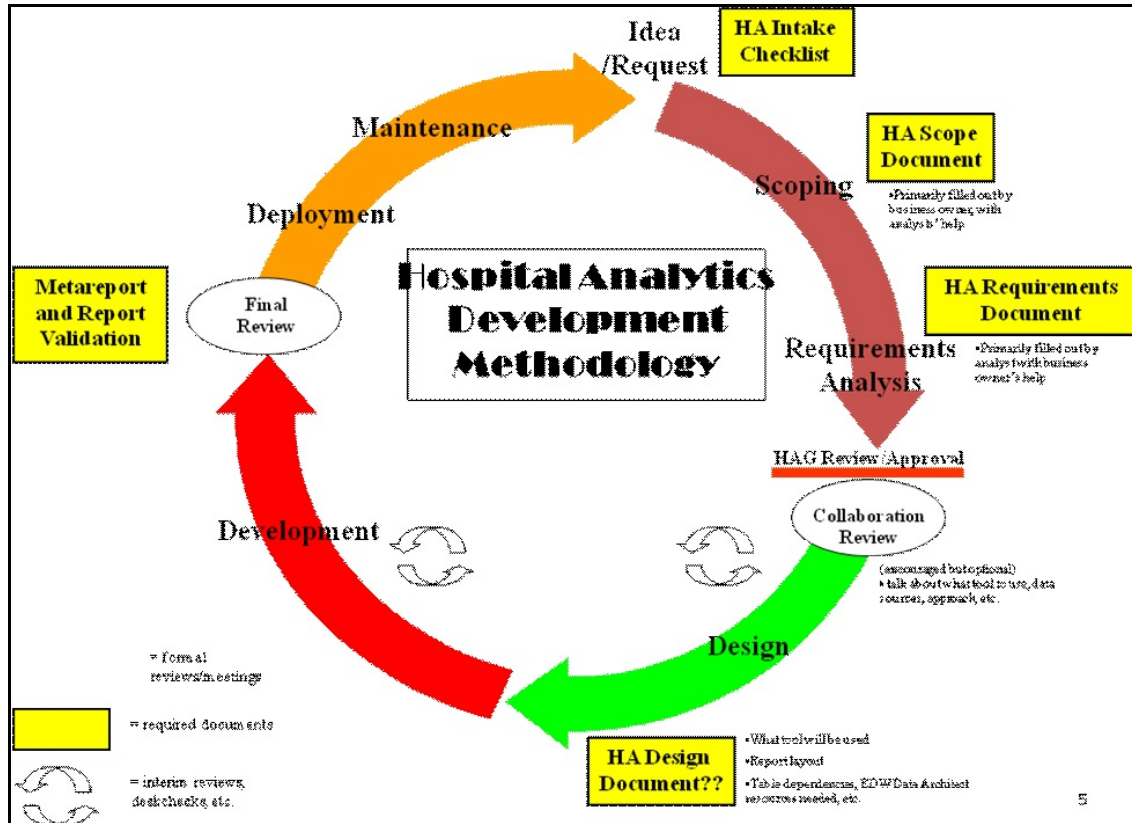 Idea
/Request
HA Intake
Checklist
Maintenance
HA Scope
Document
Scoping
•Primarily filled out by
business owner, with
analysts' help
Deployment
Hospital Analytics
Development
Methodology
Metareport
and Report
Validation
Final
Review
HA Requirements
Document
Requirements
Analysis
•Primarily filled out by
analyst with business
owner's help
HAG Review/Approval
Collaboration
Review
(encouraged but optional)
talk about what tool to use, data
sources, approach, etc.
Development
Design
= formal
reviews/meetings
= required documents
= interim reviews,
deskchecks, etc.
HA Design
Document??
•What tool will be used
•Report layout
•Table dependencies, EDW Data Architect
resources needed, etc.
5